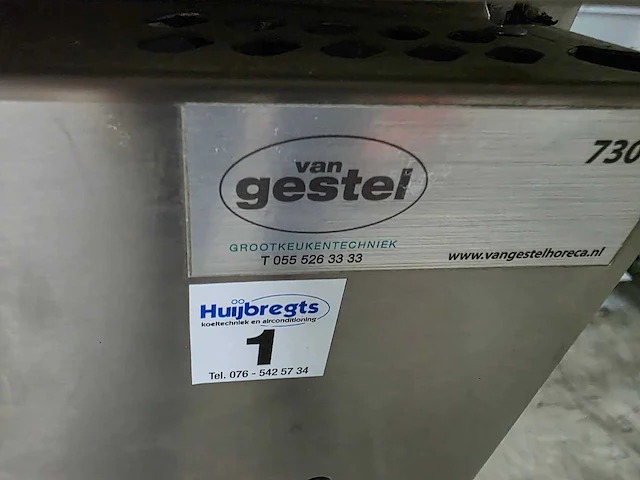 van
gestel
730
GROOTKEUKENTECHNIEK
T 055 526 33 33
www.vangestelhoreca.nl
Huijbregts
koeltechniek en airconditioning
1
Tel. 076 - 542 57 34